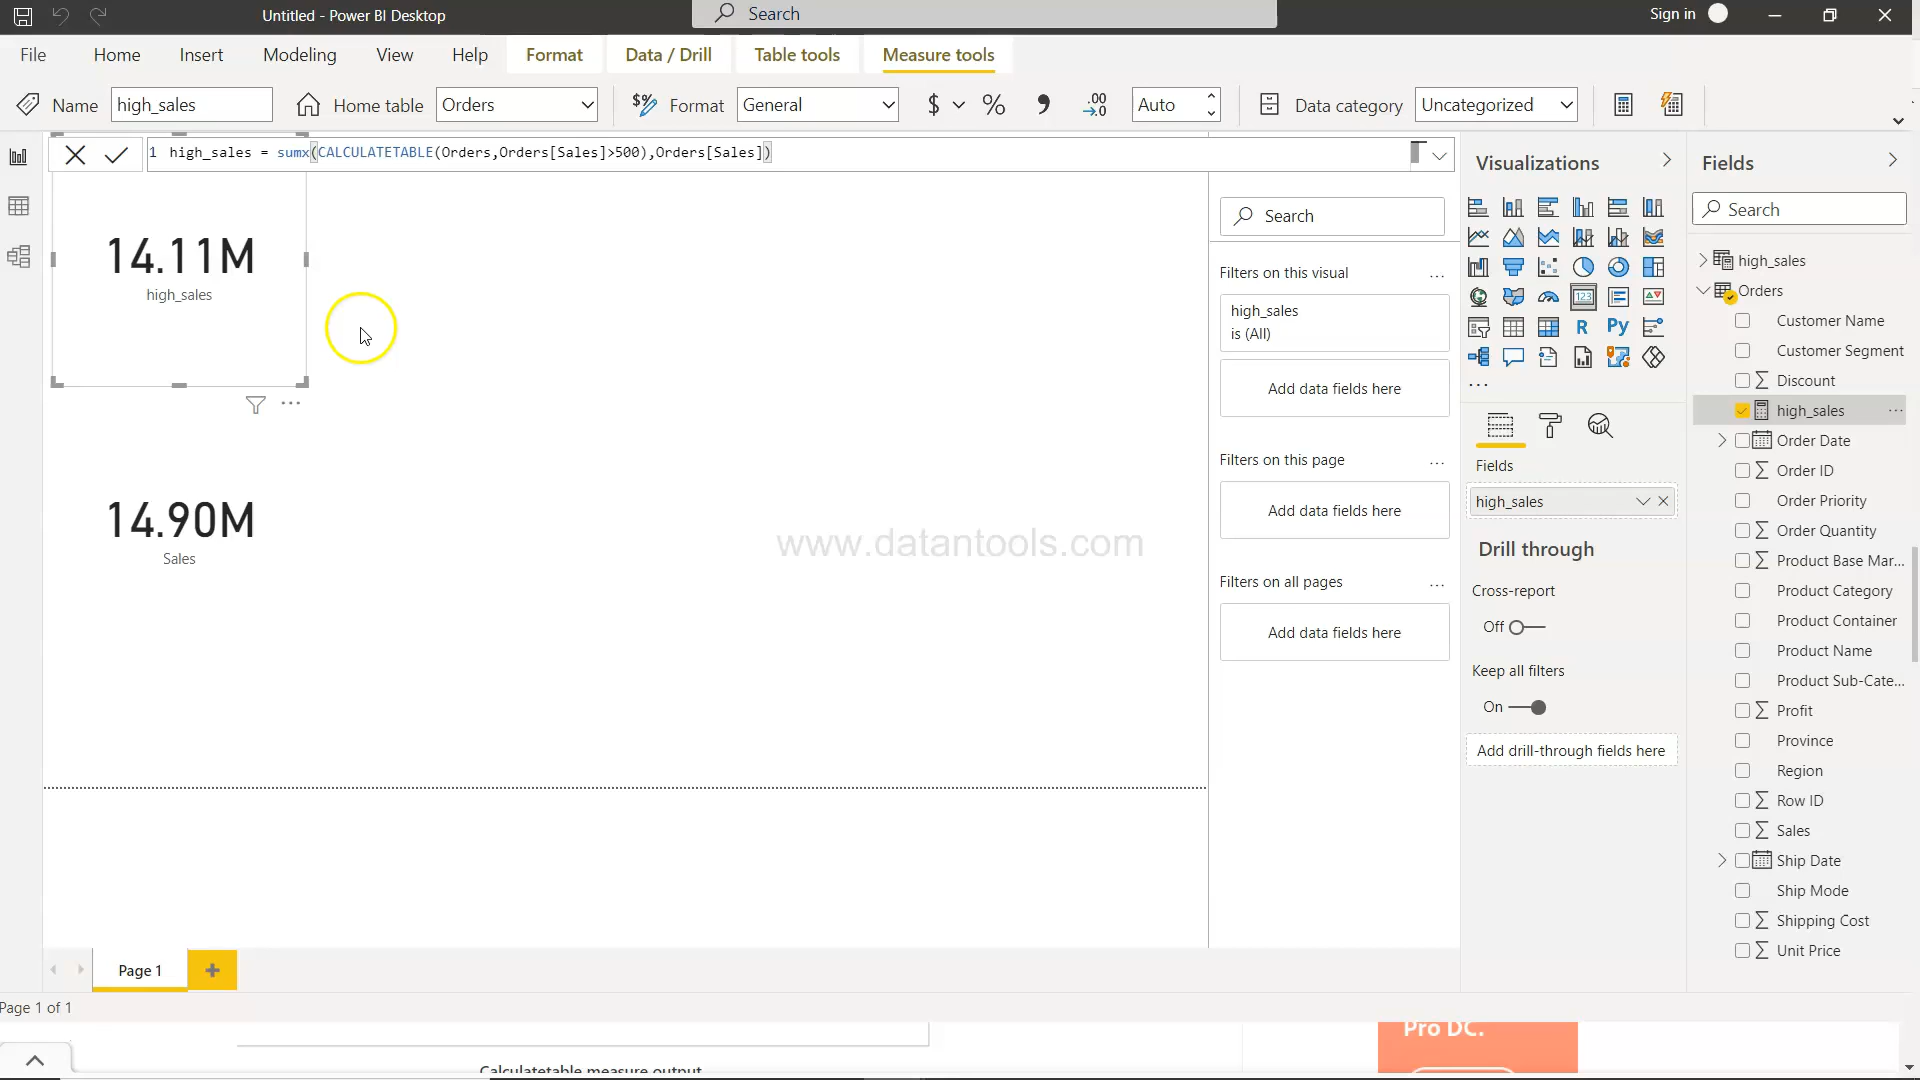 Untitled - Power BI Desktop
Search
Sign in
File
Home
Insert
Modeling
View
Help
Format
Data / Drill
Table tools
Measure tools
Name
high_sales
Home table
Orders
Format
General
$
%
Auto
Data category
Uncategorized
1 high_sales = sumx(CALCULATETABLE(Orders,Orders[Sales]>500),Orders[Sales])
14.11M
high_sales
14.90M
Sales
www.datantools.com
Search
Filters on this visual
...
high_sales
is (All)
Add data fields here
Filters on this page
...
Add data fields here
Filters on all pages
...
Add data fields here
Visualizations
R
Py
123
...
Fields
high_sales
Drill through
Cross-report
Off
Keep all filters
On
Add drill-through fields here
Fields
Search
high_sales
Orders
Customer Name
Customer Segment
Discount
high_sales
...
Order Date
Order ID
Order Priority
Order Quantity
Product Base Mar...
Product Category
Product Container
Product Name
Product Sub-Cate...
Profit
Province
Region
Row ID
Sales
Ship Date
Ship Mode
Shipping Cost
Unit Price
Page 1
+
Page 1 of 1
Calculatetable measure output
Pro DC.